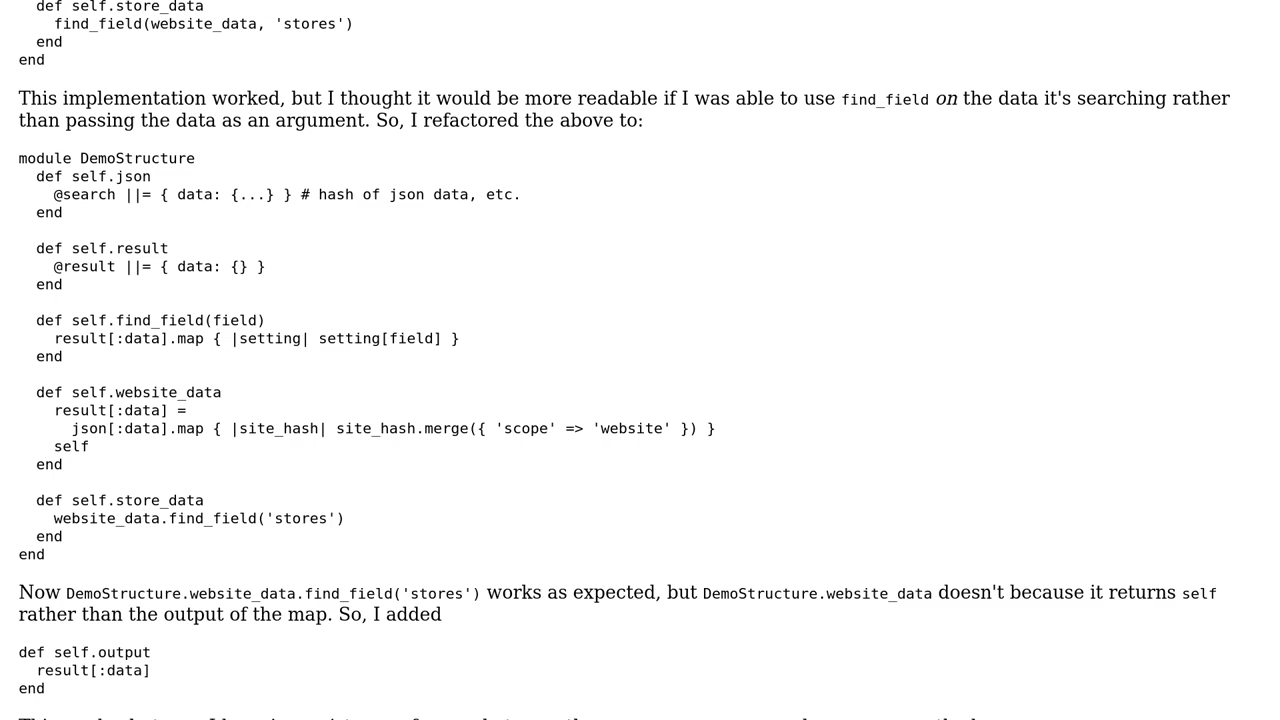 def self.store_data
    find_field(website_data, 'stores')
  end
end
This implementation worked, but I thought it would be more readable if I was able to use find_field on the data it's searching rather
than passing the data as an argument. So, I refactored the above to:
module DemoStructure
  def self.json
    @search ||= { data: {...} } # hash of json data, etc.
  end
  def self.result
    @result ||= { data: {} }
  end
  def self.find_field(field)
    result[:data].map { |setting| setting[field] }
  end
  def self.website_data
    result[:data] =
      json[:data].map { |site_hash| site_hash.merge({ 'scope' => 'website' }) }
    self
  end
  def self.store_data
    website_data.find_field('stores')
  end
end
Now DemoStructure.website_data.find_field('stores') works as expected, but DemoStructure.website_data doesn't because it returns self
rather than the output of the map. So, I added
def self.output
  result[:data]
end